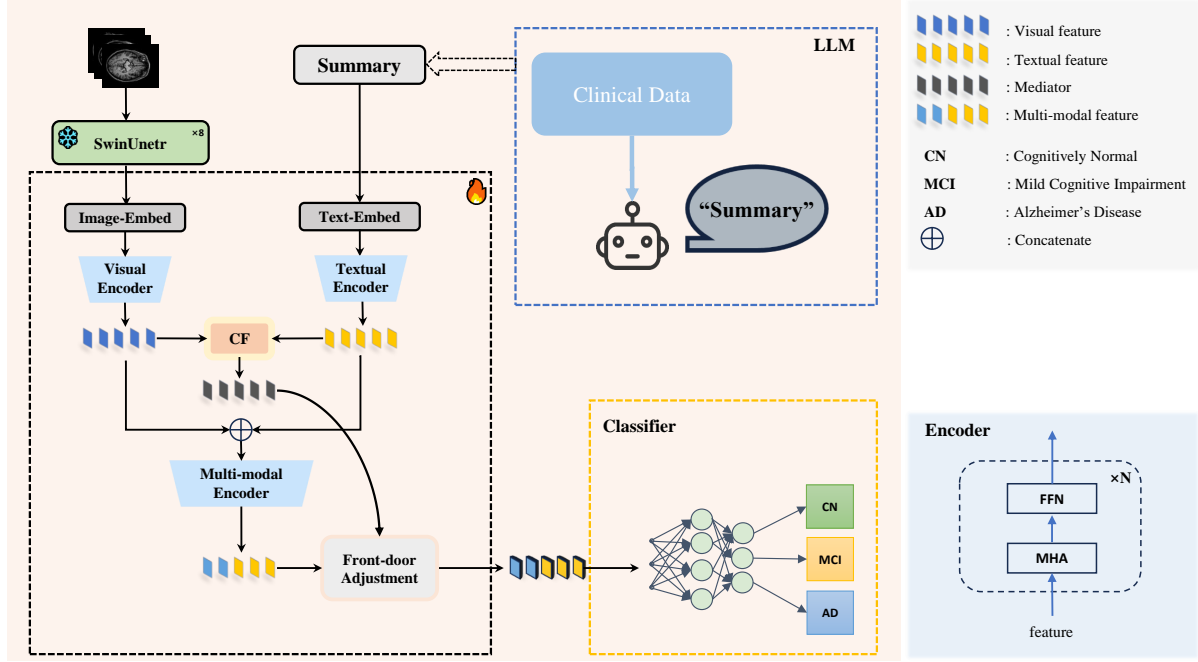 Summary
LLM
Clinical Data
“Summary”
SwinUnetr
×8
Image-Embed
Text-Embed
Visual
Encoder
Textual
Encoder
CF
Multi-modal
Encoder
Front-door
Adjustment
Classifier
CN
MCI
AD
: Visual feature
: Textual feature
: Mediator
: Multi-modal feature
CN : Cognitively Normal
MCI : Mild Cognitive Impairment
AD : Alzheimer’s Disease
: Concatenate
Encoder
×N
FFN
MHA
feature